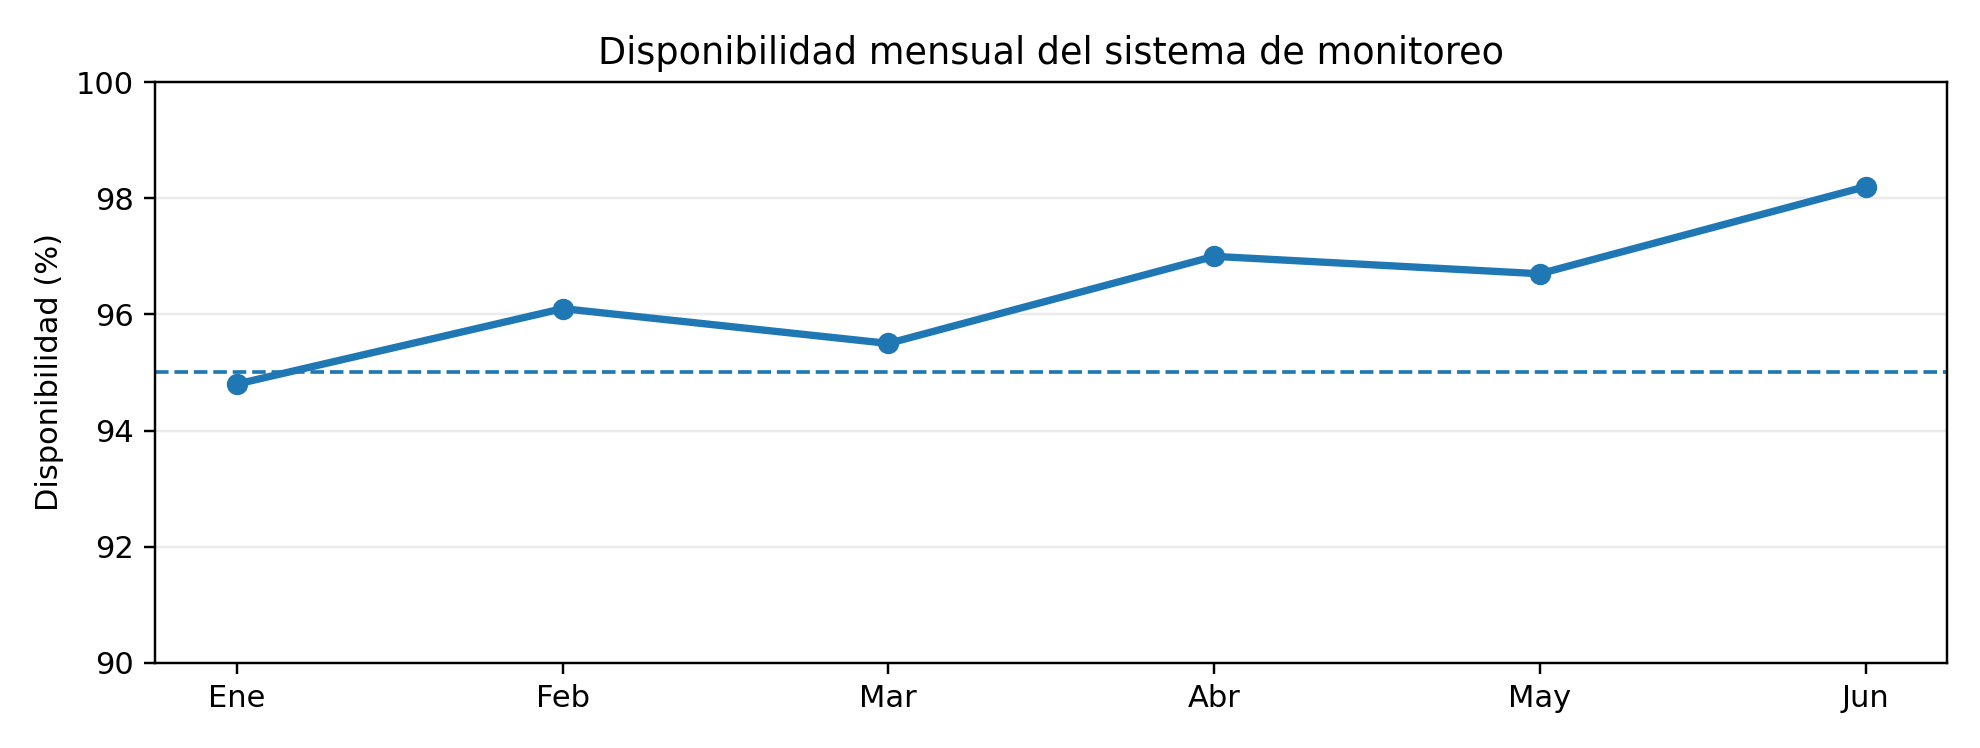 Disponibilidad mensual del sistema de monitoreo
Disponibilidad (%)
100
98
96
94
92
90
Ene Feb Mar Abr May Jun